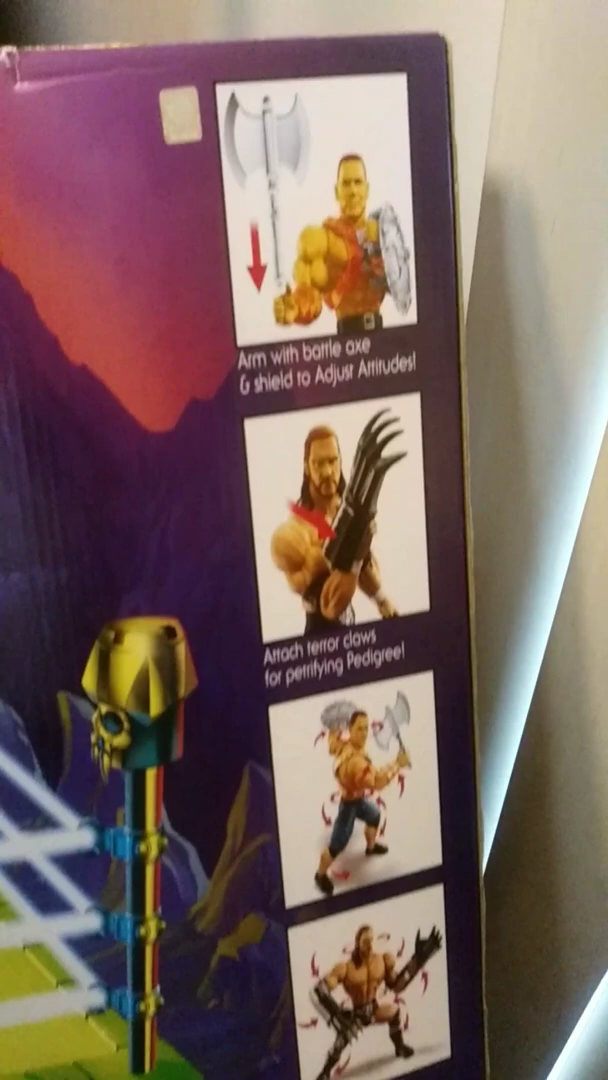 Arm with battle axe
& shield to Adjust Attitudes!
Attach terror claws
for petrifying Pedigree!